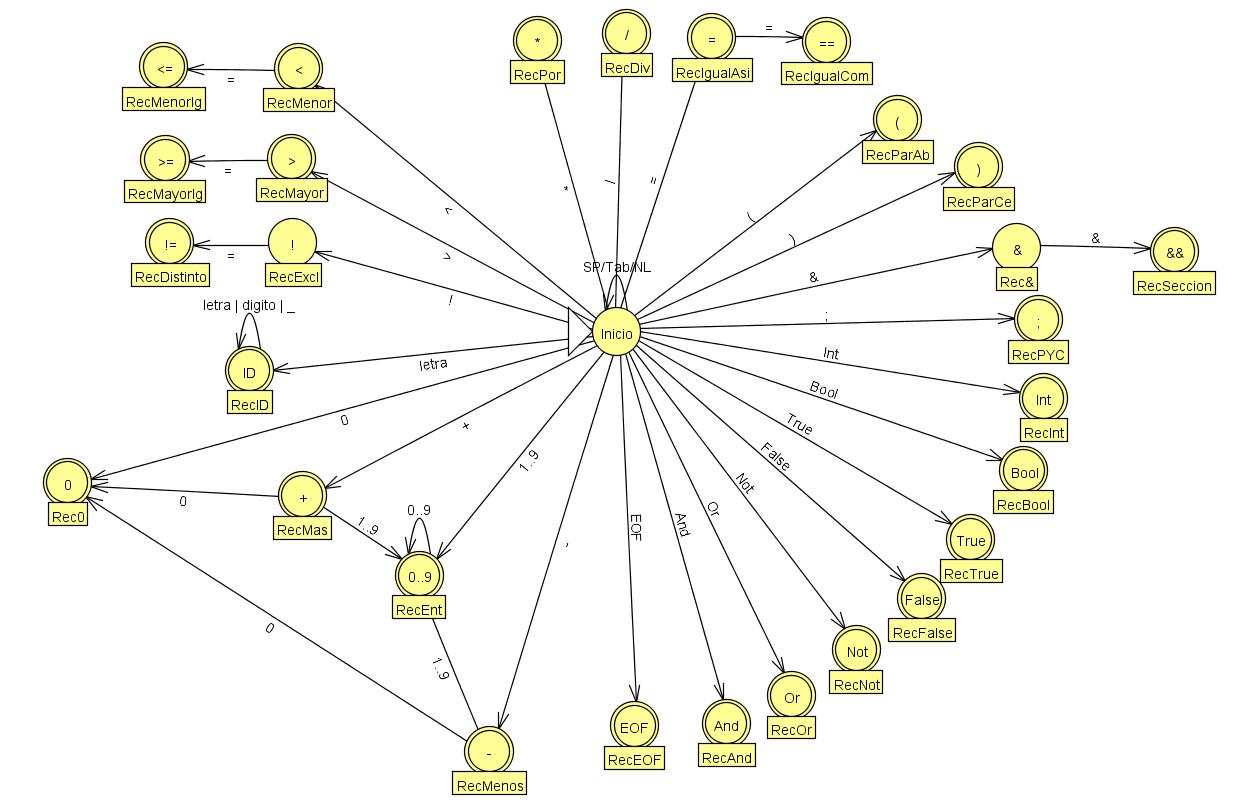 *
RecPor
/
RecDiv
=
RecIgualAsi
=
==
RecIgualCom
<=
RecMenorIg
=
<
RecMenor
(
RecParAb
>=
RecMayorIg
=
>
RecMayor
)
RecParCe
!=
RecDistinto
=
!
RecExcl
&
Rec&
&
&&
RecSeccion
*
/
=
<
>
!
(
)
&
SP/Tab/NL
Inicio
;
;
RecPYC
letra | digito | _
ID
RecID
letra
Int
Int
RecInt
Bool
Bool
RecBool
0
+
1..9
True
False
Not
Or
And
EOF
-
0
Rec0
0
+
RecMas
1..9
0..9
0..9
RecEnt
True
RecTrue
False
RecFalse
0
1..9
Not
RecNot
Or
RecOr
And
RecAnd
EOF
RecEOF
-
RecMenos